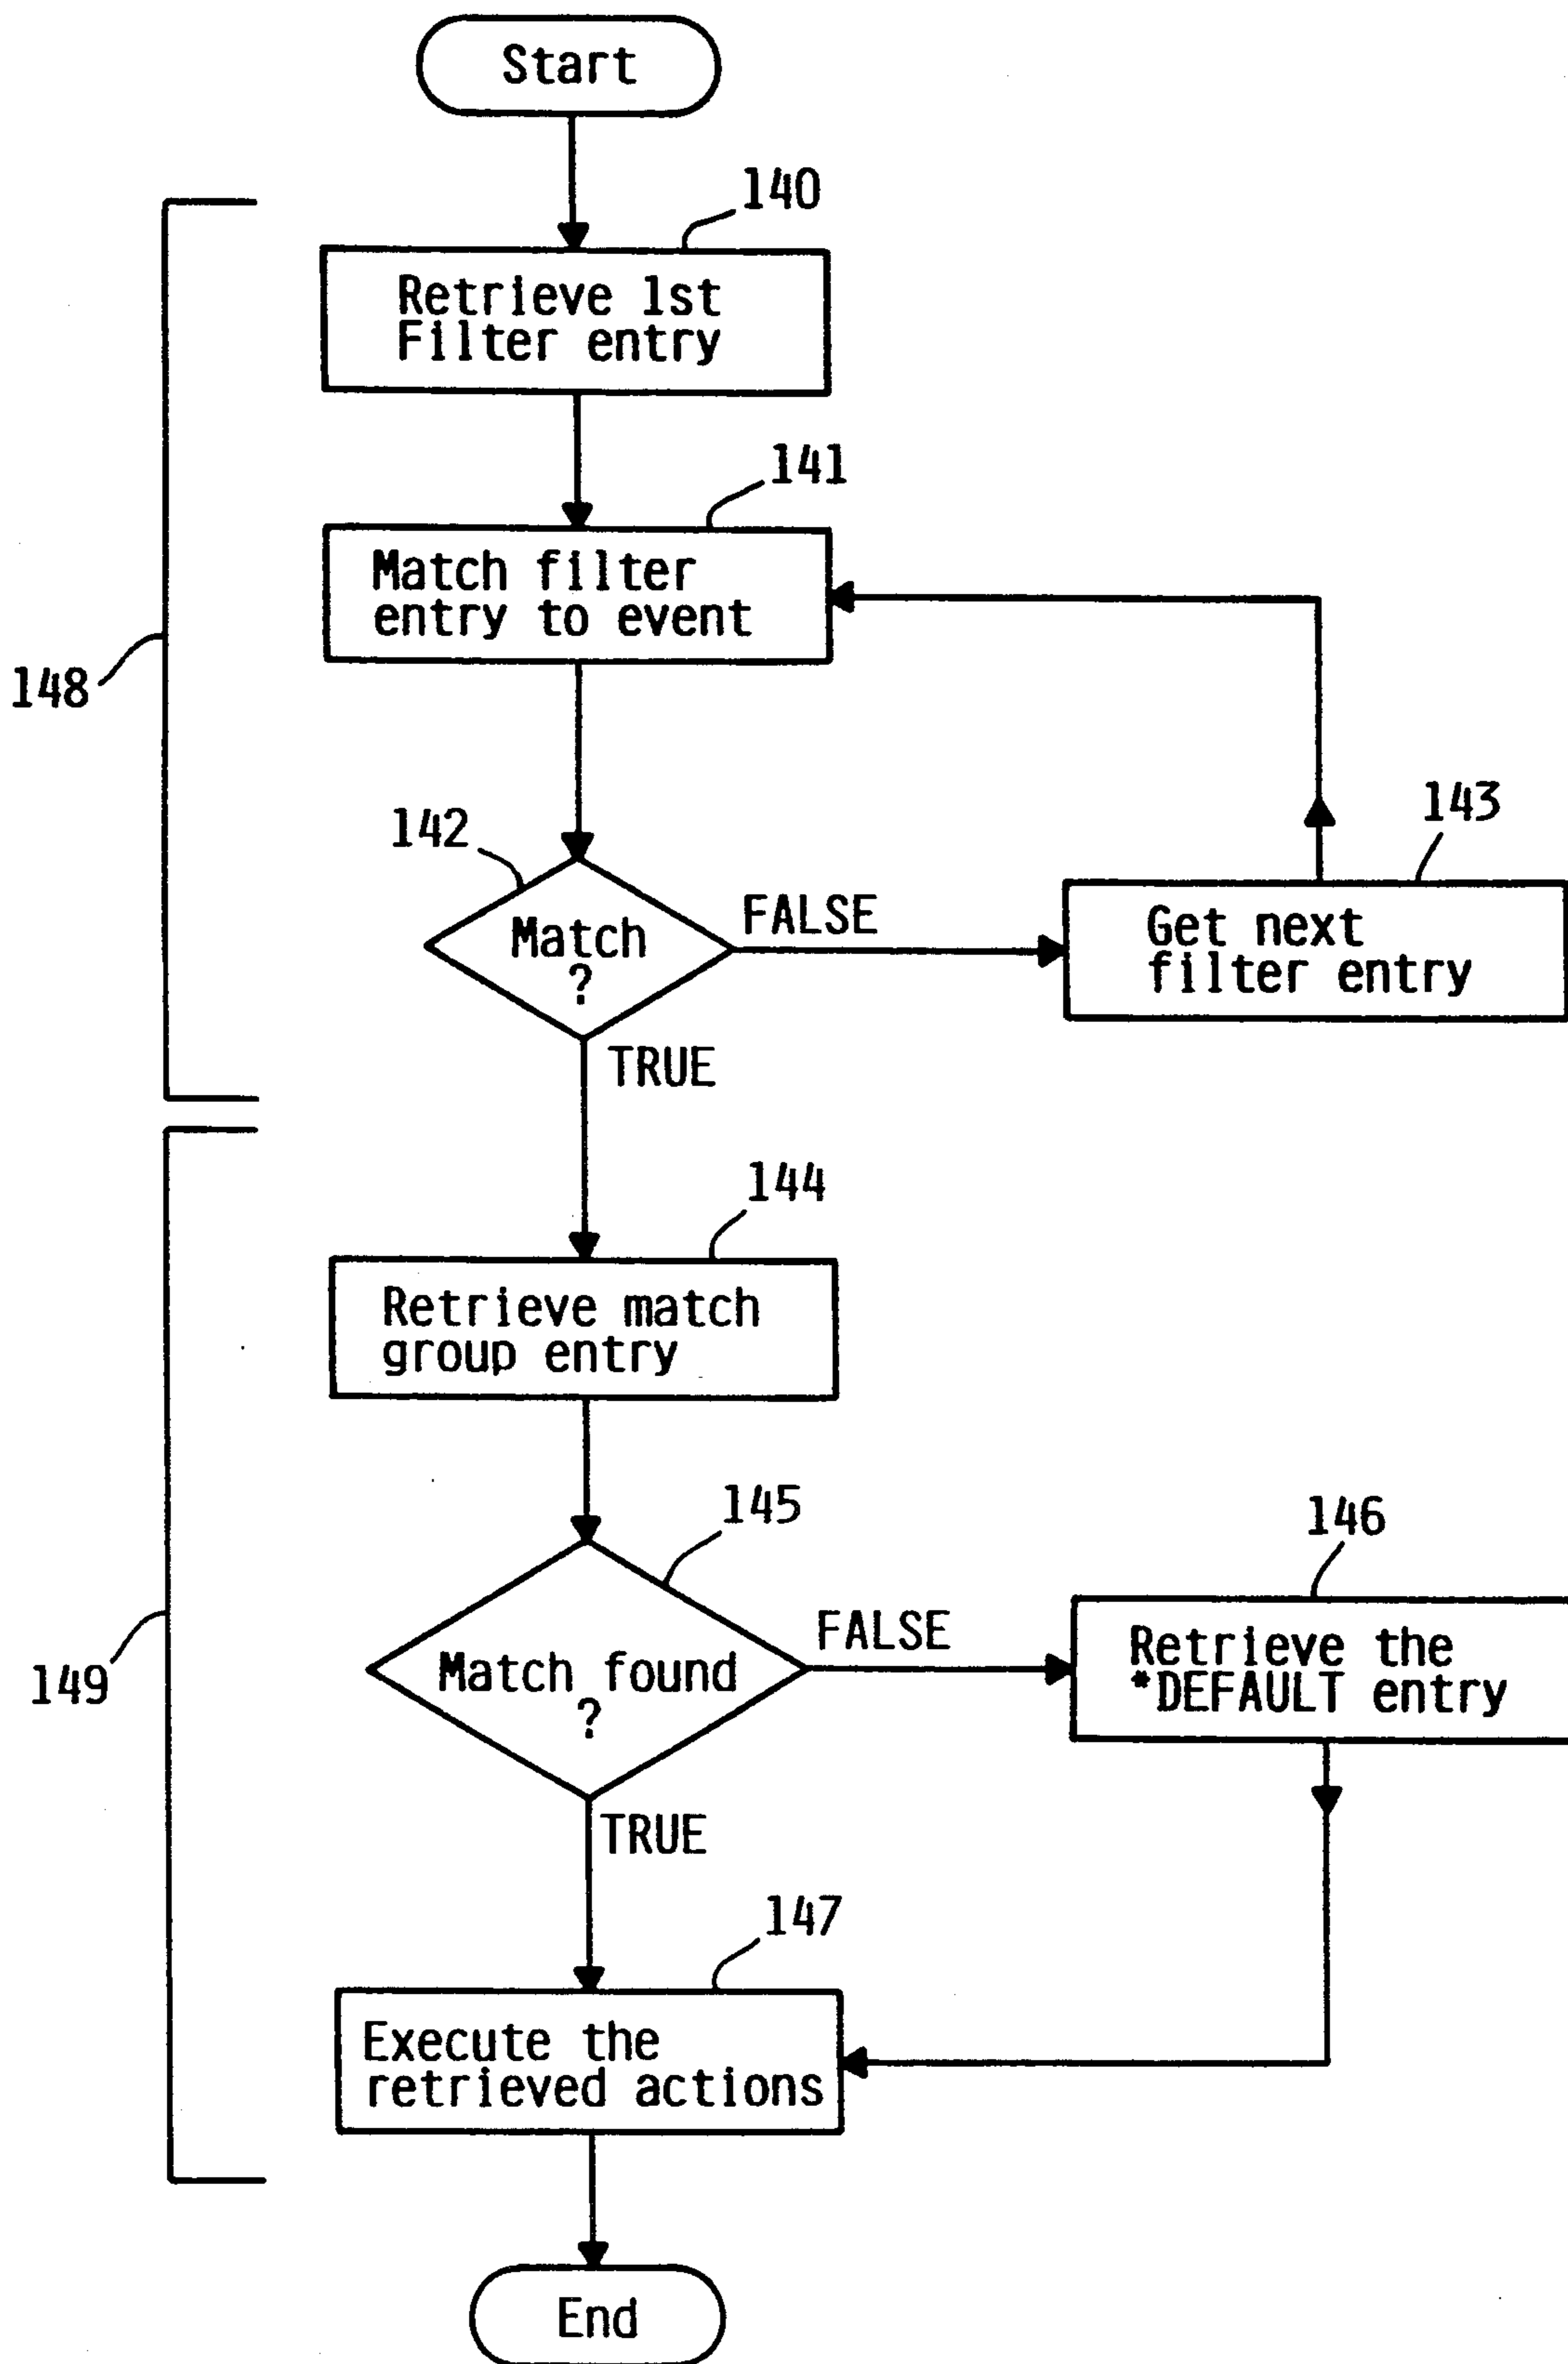 Start
140
Retrieve 1st
Filter entry
141
Match filter
entry to event
148
142
Match
?
FALSE
143
Get next
filter entry
TRUE
144
Retrieve match
group entry
145
Match found
?
FALSE
146
Retrieve the
*DEFAULT entry
149
TRUE
147
Execute the
retrieved actions
End